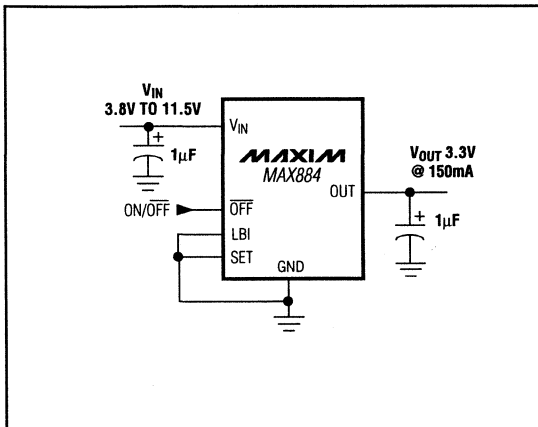 VIN
3.8V TO 11.5V
+
1µF
VIN
MAXIM
MAX884
OUT
VOUT 3.3V
@ 150mA
+
1µF
ON/OFF
OFF
LBI
SET
GND